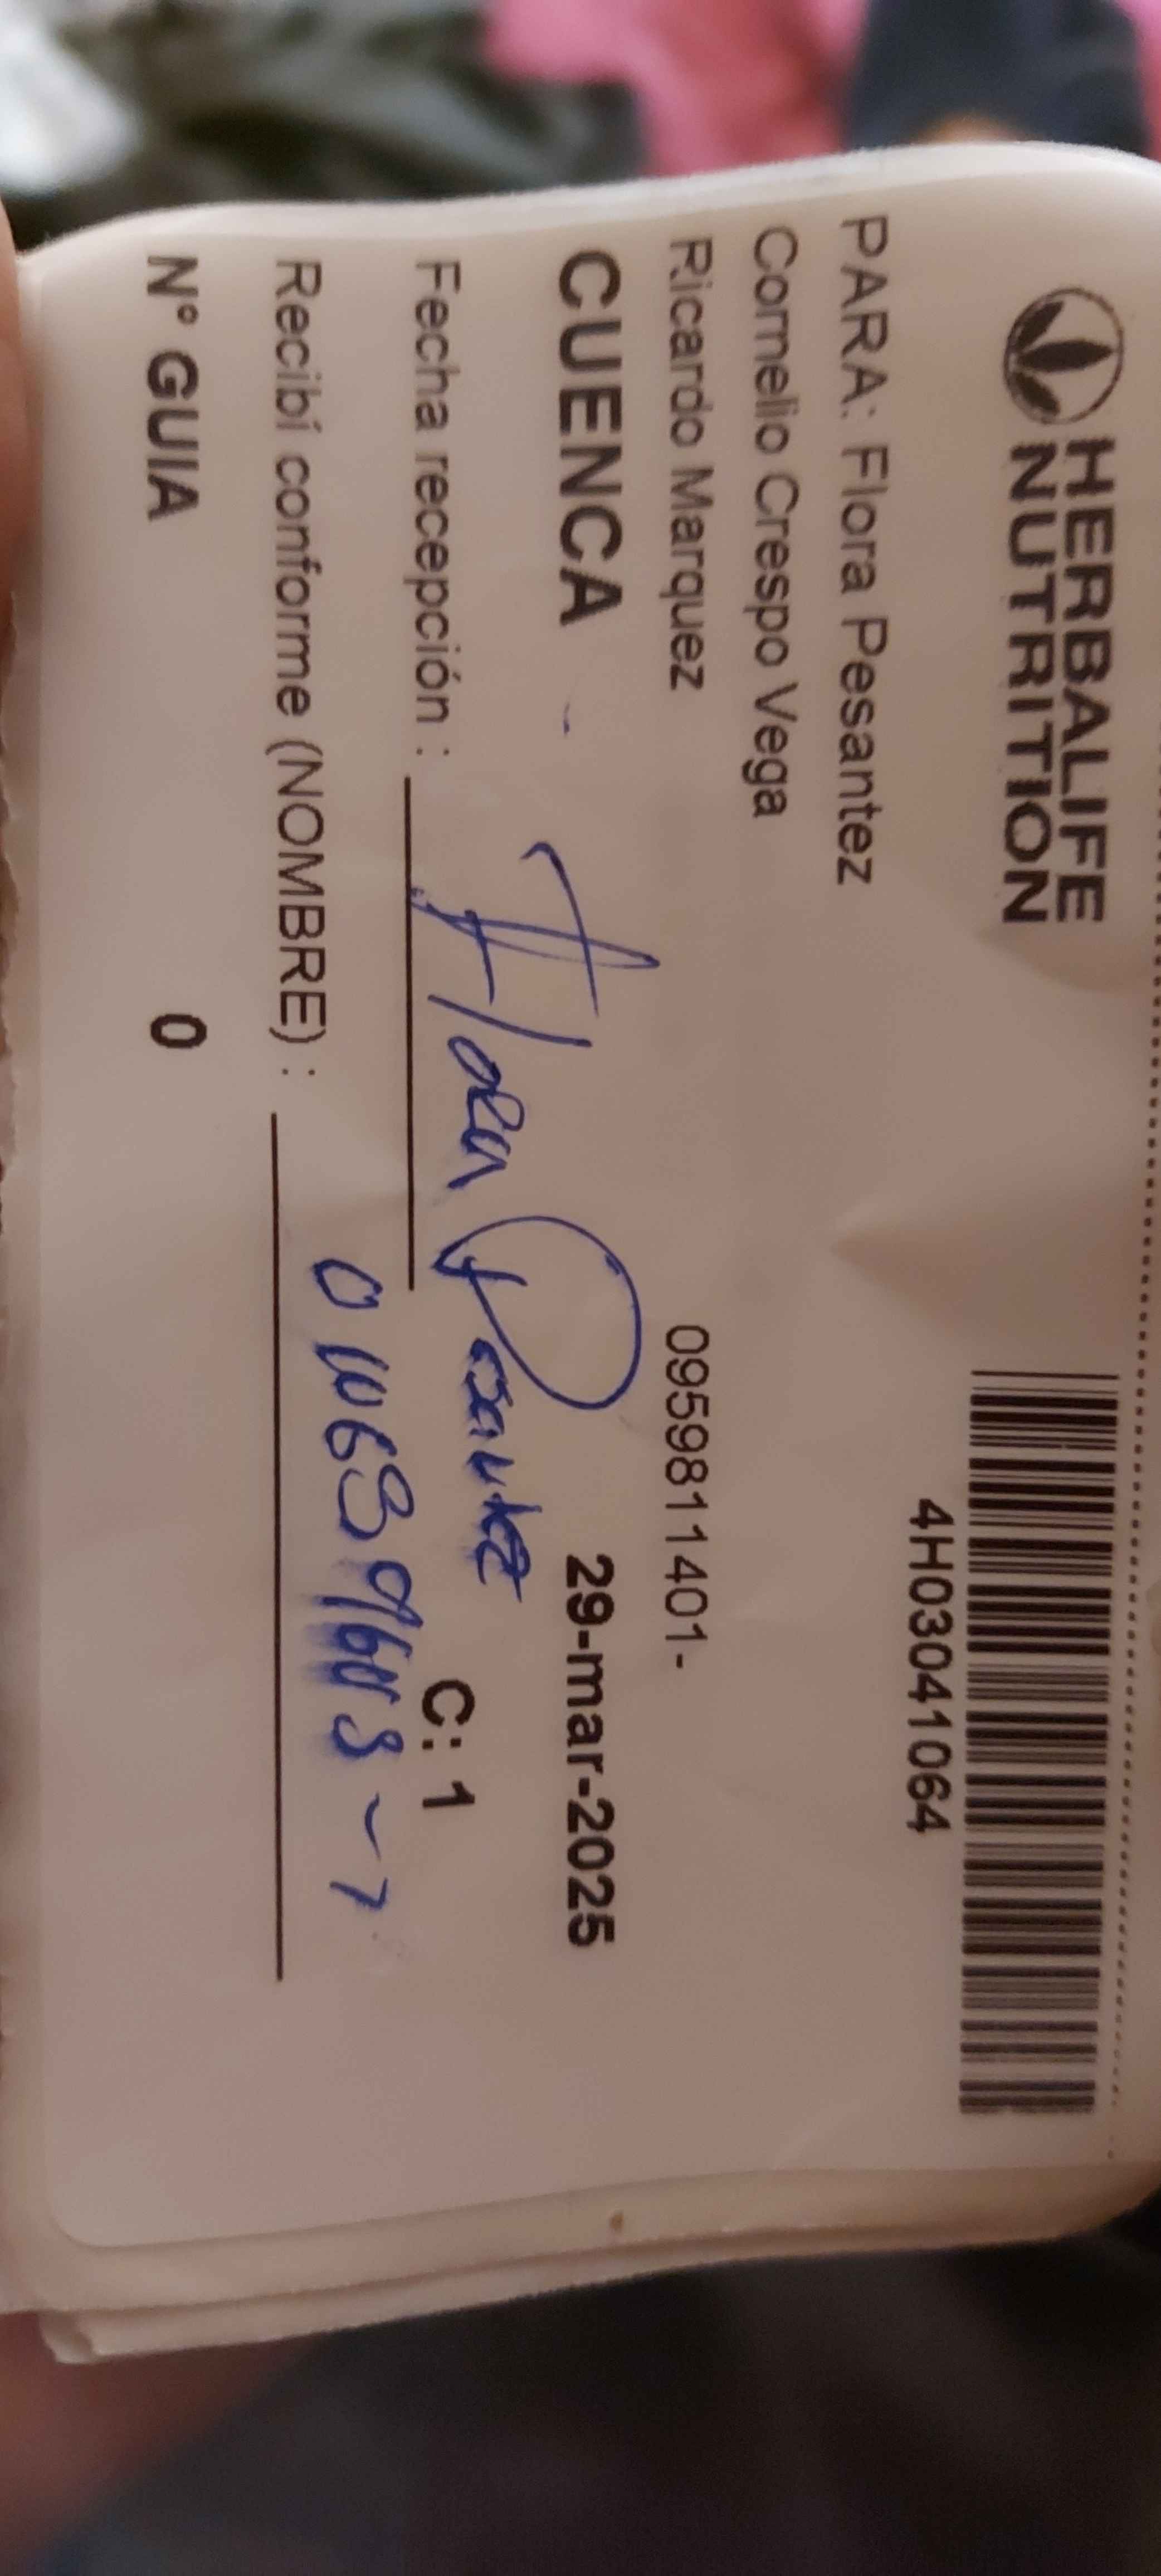 HERBALIFE
NUTRITION
4H03041064
PARA: Flora Pesantez
Cornelio Crespo Vega
Ricardo Marquez 0959811401-
CUENCA 29-mar-2025
Flora Pesantez
Fecha recepción : C: 1
Recibí conforme (NOMBRE) :
N° GUIA 0